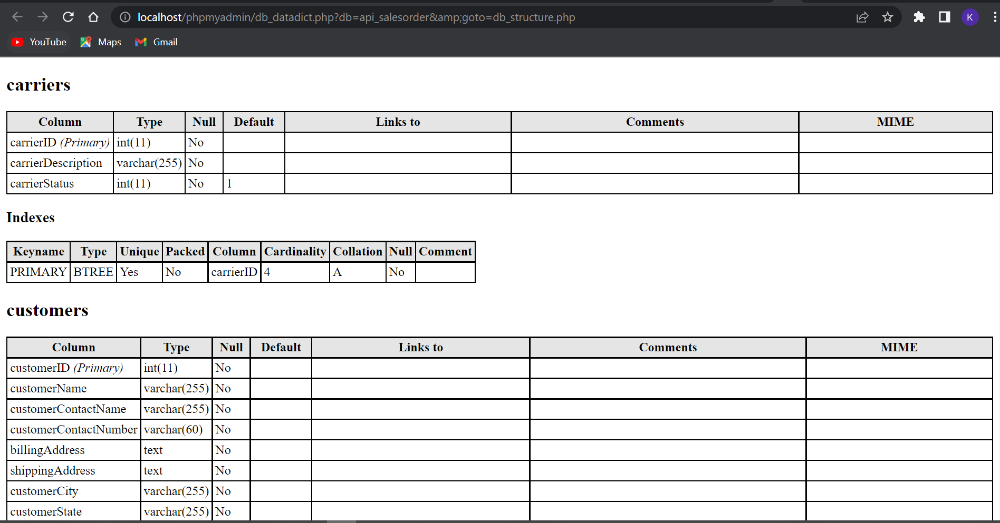 localhost/phpmyadmin/db_datadict.php?db=api_salesorder&amp;goto=db_structure.php
K
YouTube Maps Gmail
carriers
Column Type Null Default Links to Comments MIME
carrierID (Primary) int(11) No
carrierDescription varchar(255) No
carrierStatus int(11) No 1
Indexes
Keyname Type Unique Packed Column Cardinality Collation Null Comment
PRIMARY BTREE Yes No carrierID 4 A No
customers
Column Type Null Default Links to Comments MIME
customerID (Primary) int(11) No
customerName varchar(255) No
customerContactName varchar(255) No
customerContactNumber varchar(60) No
billingAddress text No
shippingAddress text No
customerCity varchar(255) No
customerState varchar(255) No